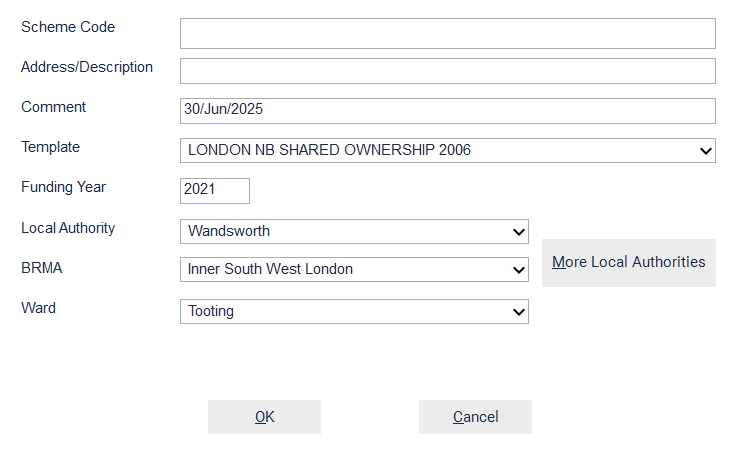 Scheme Code
Address/Description
Comment 30/Jun/2025
Template LONDON NB SHARED OWNERSHIP 2006
Funding Year 2021
Local Authority Wandsworth
BRMA Inner South West London
More Local Authorities
Ward Tooting
OK Cancel